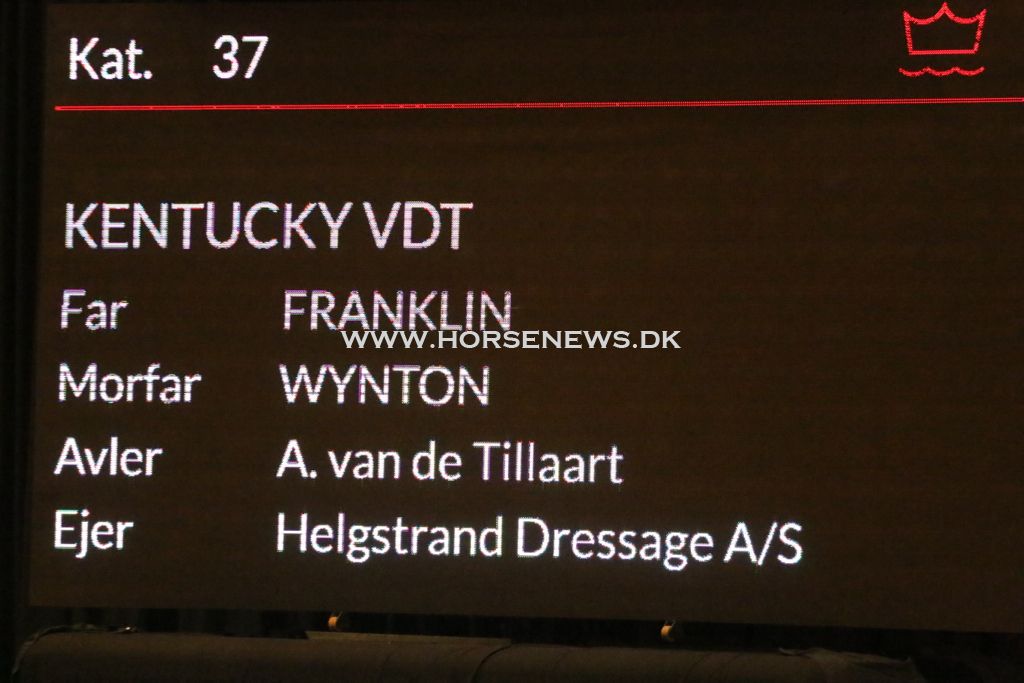 Kat. 37
KENTUCKY VDT
Far FRANKLIN
WWW.HORSENEWS.DK
Morfar WYNTON
Avler A. van de Tillaart
Ejer Helgstrand Dressage A/S